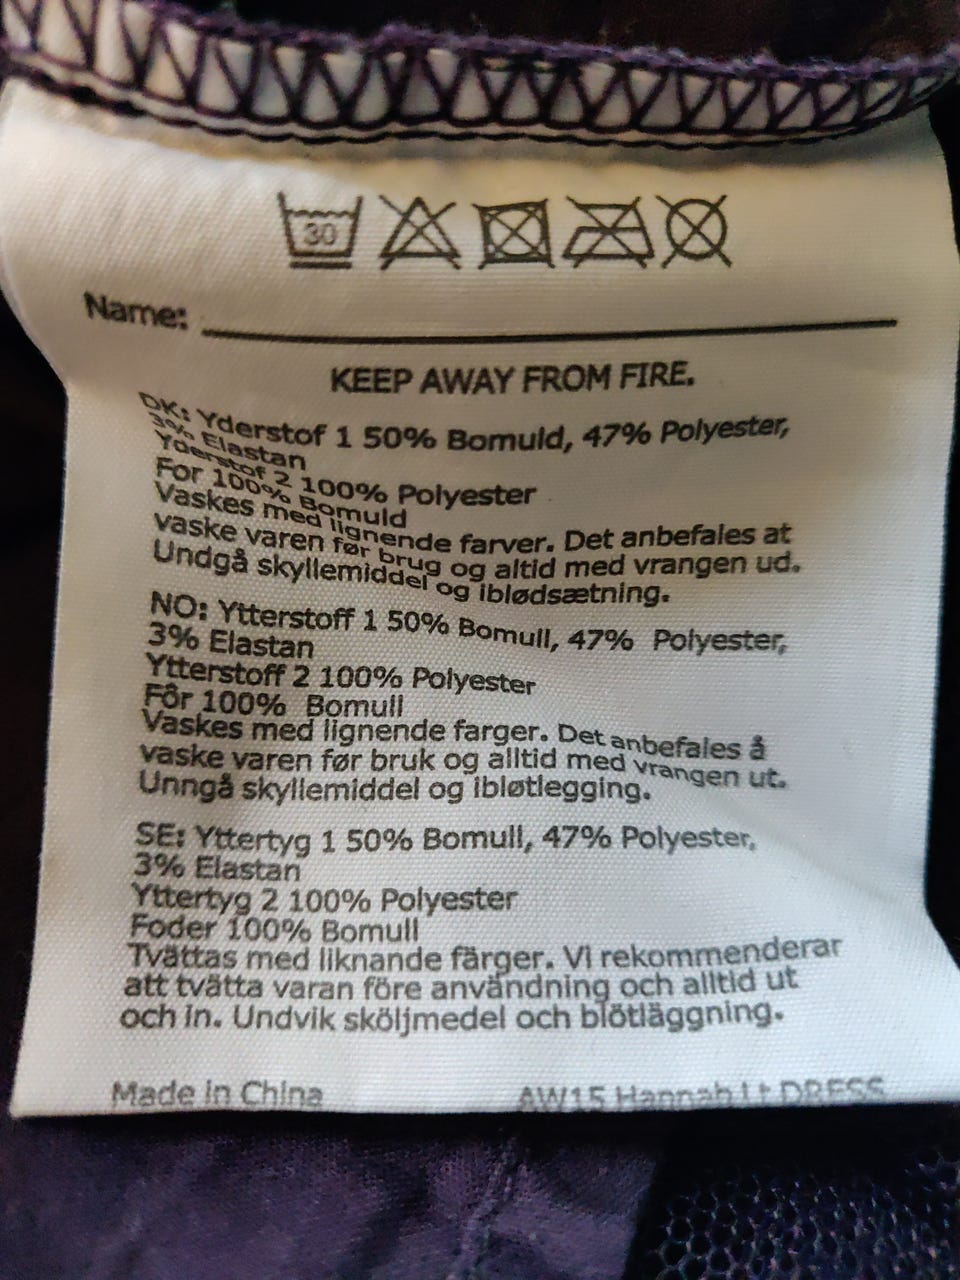 30
Name:
KEEP AWAY FROM FIRE.
DK: Yderstof 1 50% Bomuld, 47% Polyester,
3% Elastan
Yderstof 2 100% Polyester
For 100% Bomuld
Vaskes med lignende farver. Det anbefales at
vaske varen før brug og altid med vrangen ud.
Undgå skyllemiddel og iblødsætning.
NO: Ytterstoff 1 50% Bomull, 47% Polyester,
3% Elastan
Ytterstoff 2 100% Polyester
Fôr 100% Bomull
Vaskes med lignende farger. Det anbefales å
vaske varen før bruk og alltid med vrangen ut.
Unngå skyllemiddel og ibløtlegging.
SE: Yttertyg 1 50% Bomull, 47% Polyester,
3% Elastan
Yttertyg 2 100% Polyester
Foder 100% Bomull
Tvättas med liknande färger. Vi rekommenderar
att tvätta varan före användning och alltid ut
och in. Undvik sköljmedel och blötläggning.
Made in China AW15 Hannah Lt DRESS